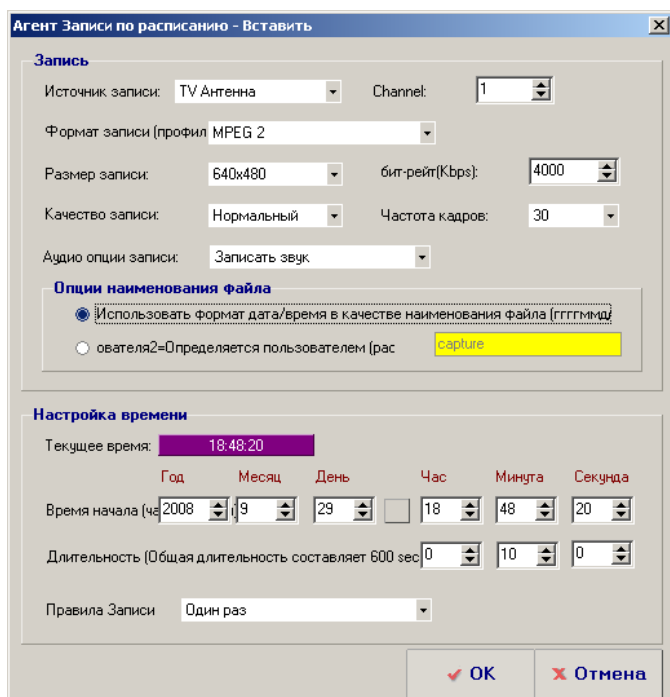 Агент Записи по расписанию - Вставить
Запись
Источник записи: TV Антенна Channel: 1
Формат записи (профил MPEG 2
Размер записи: 640x480 бит-рейт(Kbps): 4000
Качество записи: Нормальный Частота кадров: 30
Аудио опции записи: Записать звук
Опции наименования файла
Использовать формат дата/время в качестве наименования файла (ггггммд/
ователя2=Определяется пользователем (рас capture
Настройка времени
Текущее время: 18:48:20
Год Месяц День Час Минута Секунда
Время начала (ча 2008 9 29 18 48 20
Длительность (Общая длительность составляет 600 sec 0 10 0
Правила Записи Один раз
OK Отмена